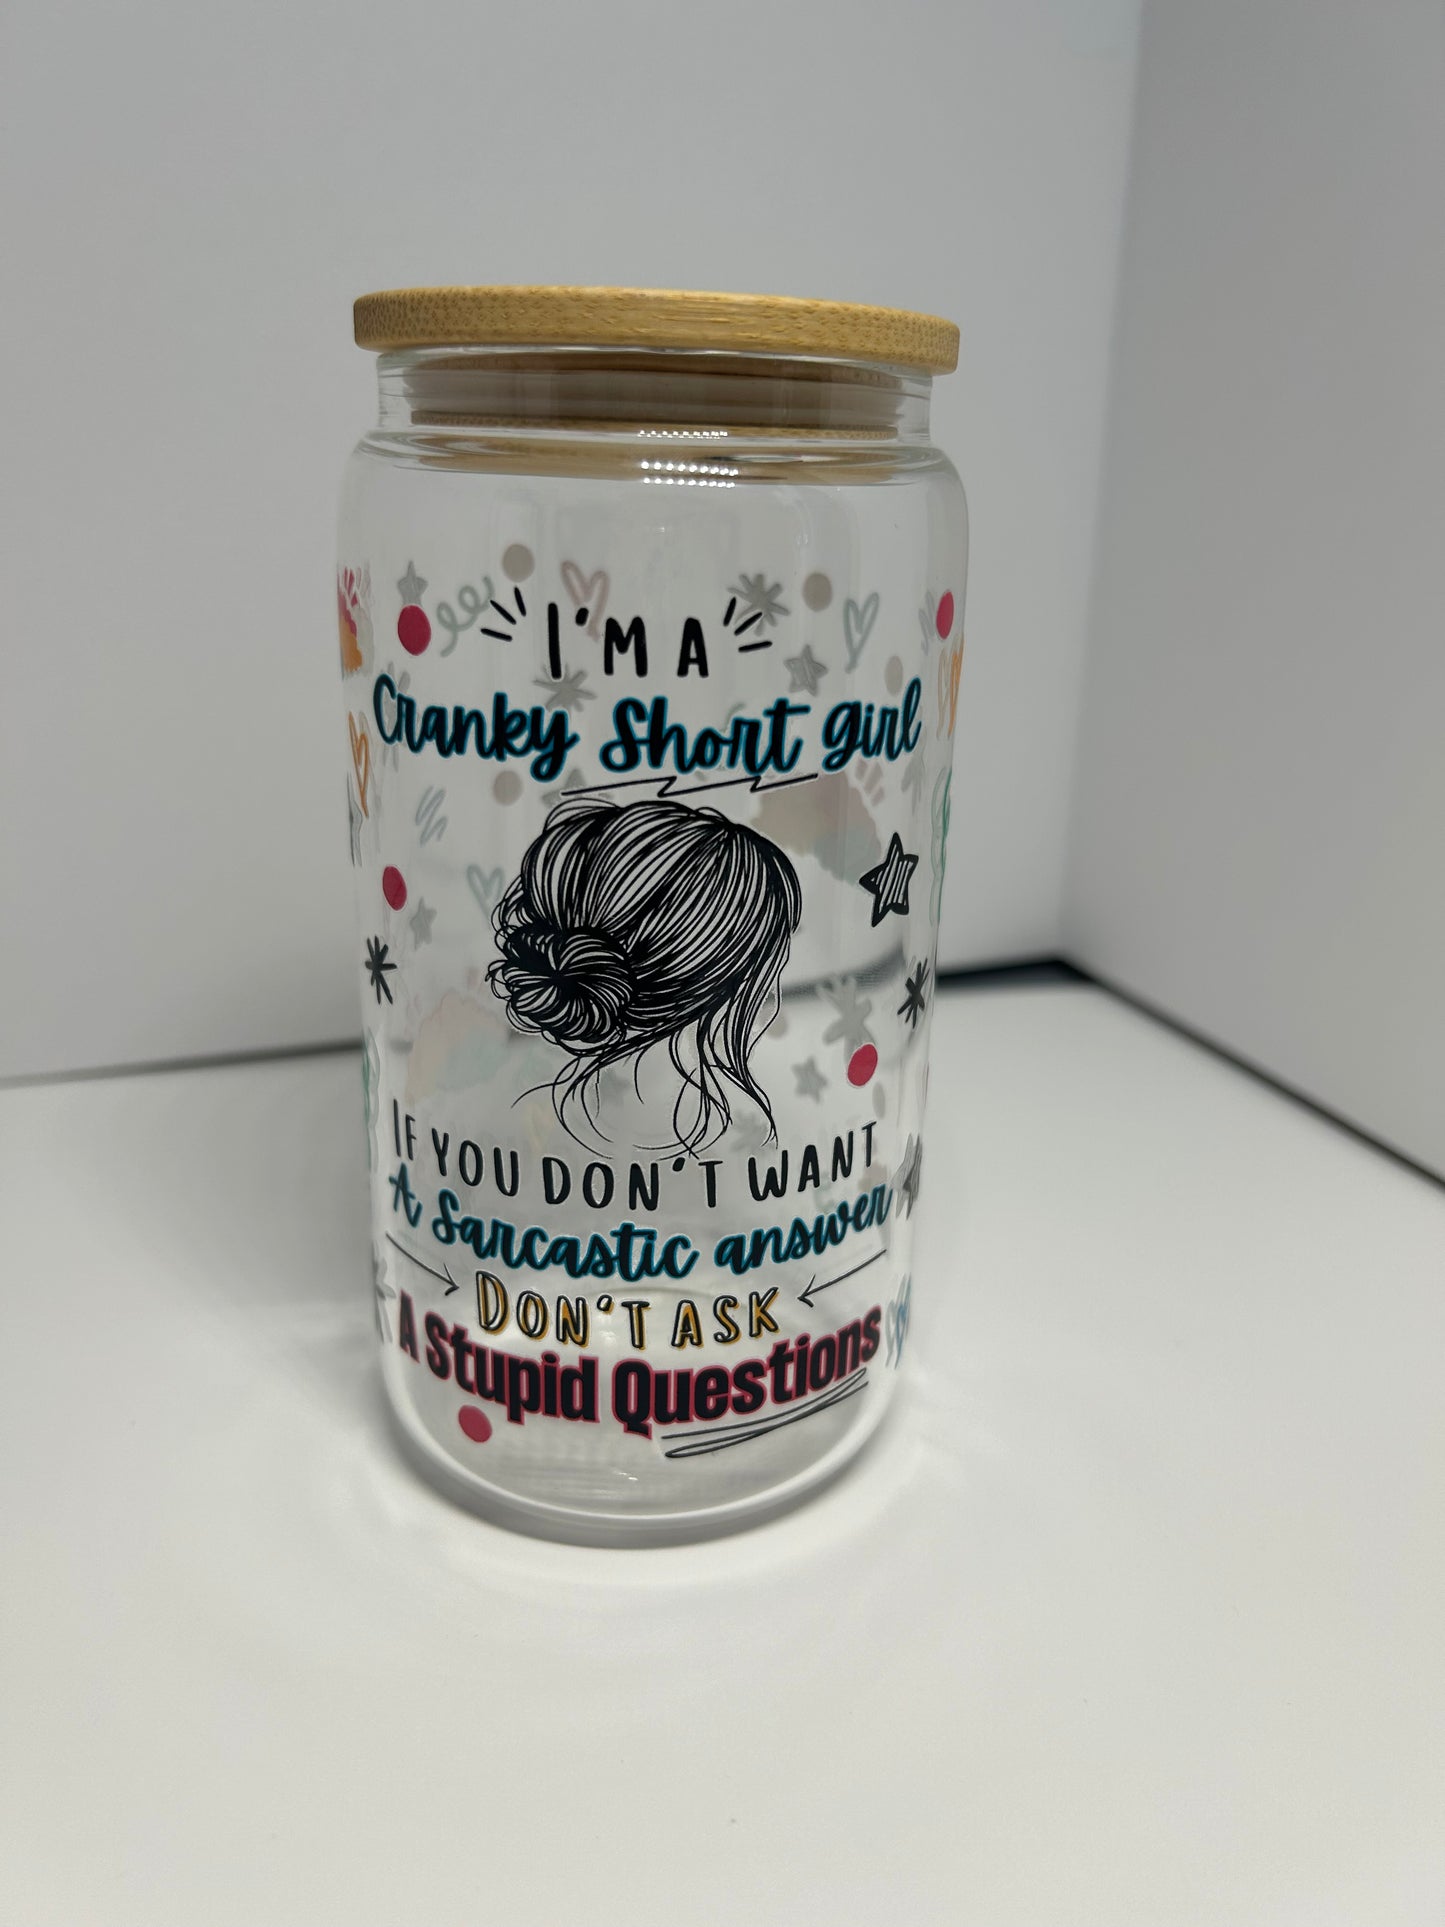 I'M A
Cranky Short girl
IF YOU DON'T WANT
A Sarcastic answer
DON'T ASK
A Stupid Questions